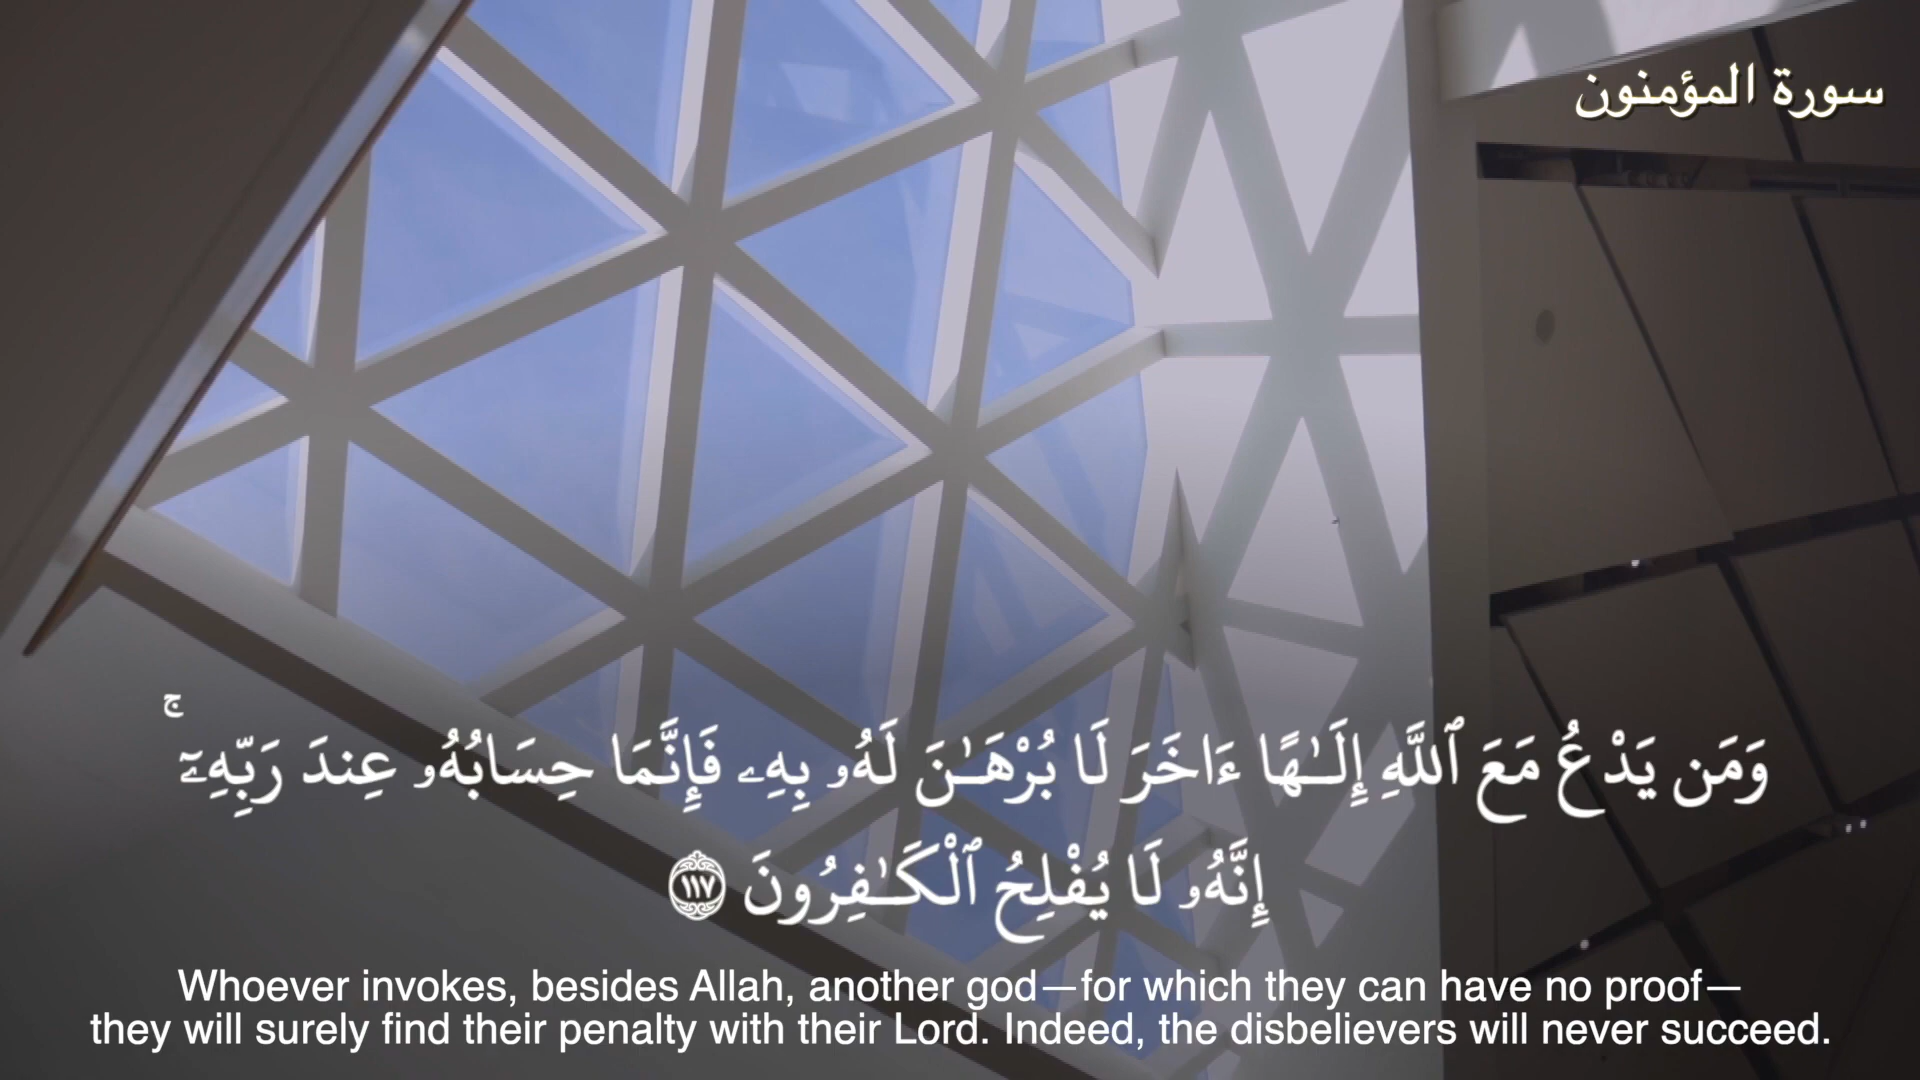 سورة المؤمنون
وَمَن يَدْعُ مَعَ ٱللَّهِ إِلَـٰهًا ءَاخَرَ لَا بُرْهَـٰنَ لَهُۥ بِهِۦ فَإِنَّمَا حِسَابُهُۥ عِندَ رَبِّهِۦٓ ۚ
إِنَّهُۥ لَا يُفْلِحُ ٱلْكَـٰفِرُونَ ١١٧
Whoever invokes, besides Allah, another god—for which they can have no proof—
they will surely find their penalty with their Lord. Indeed, the disbelievers will never succeed.